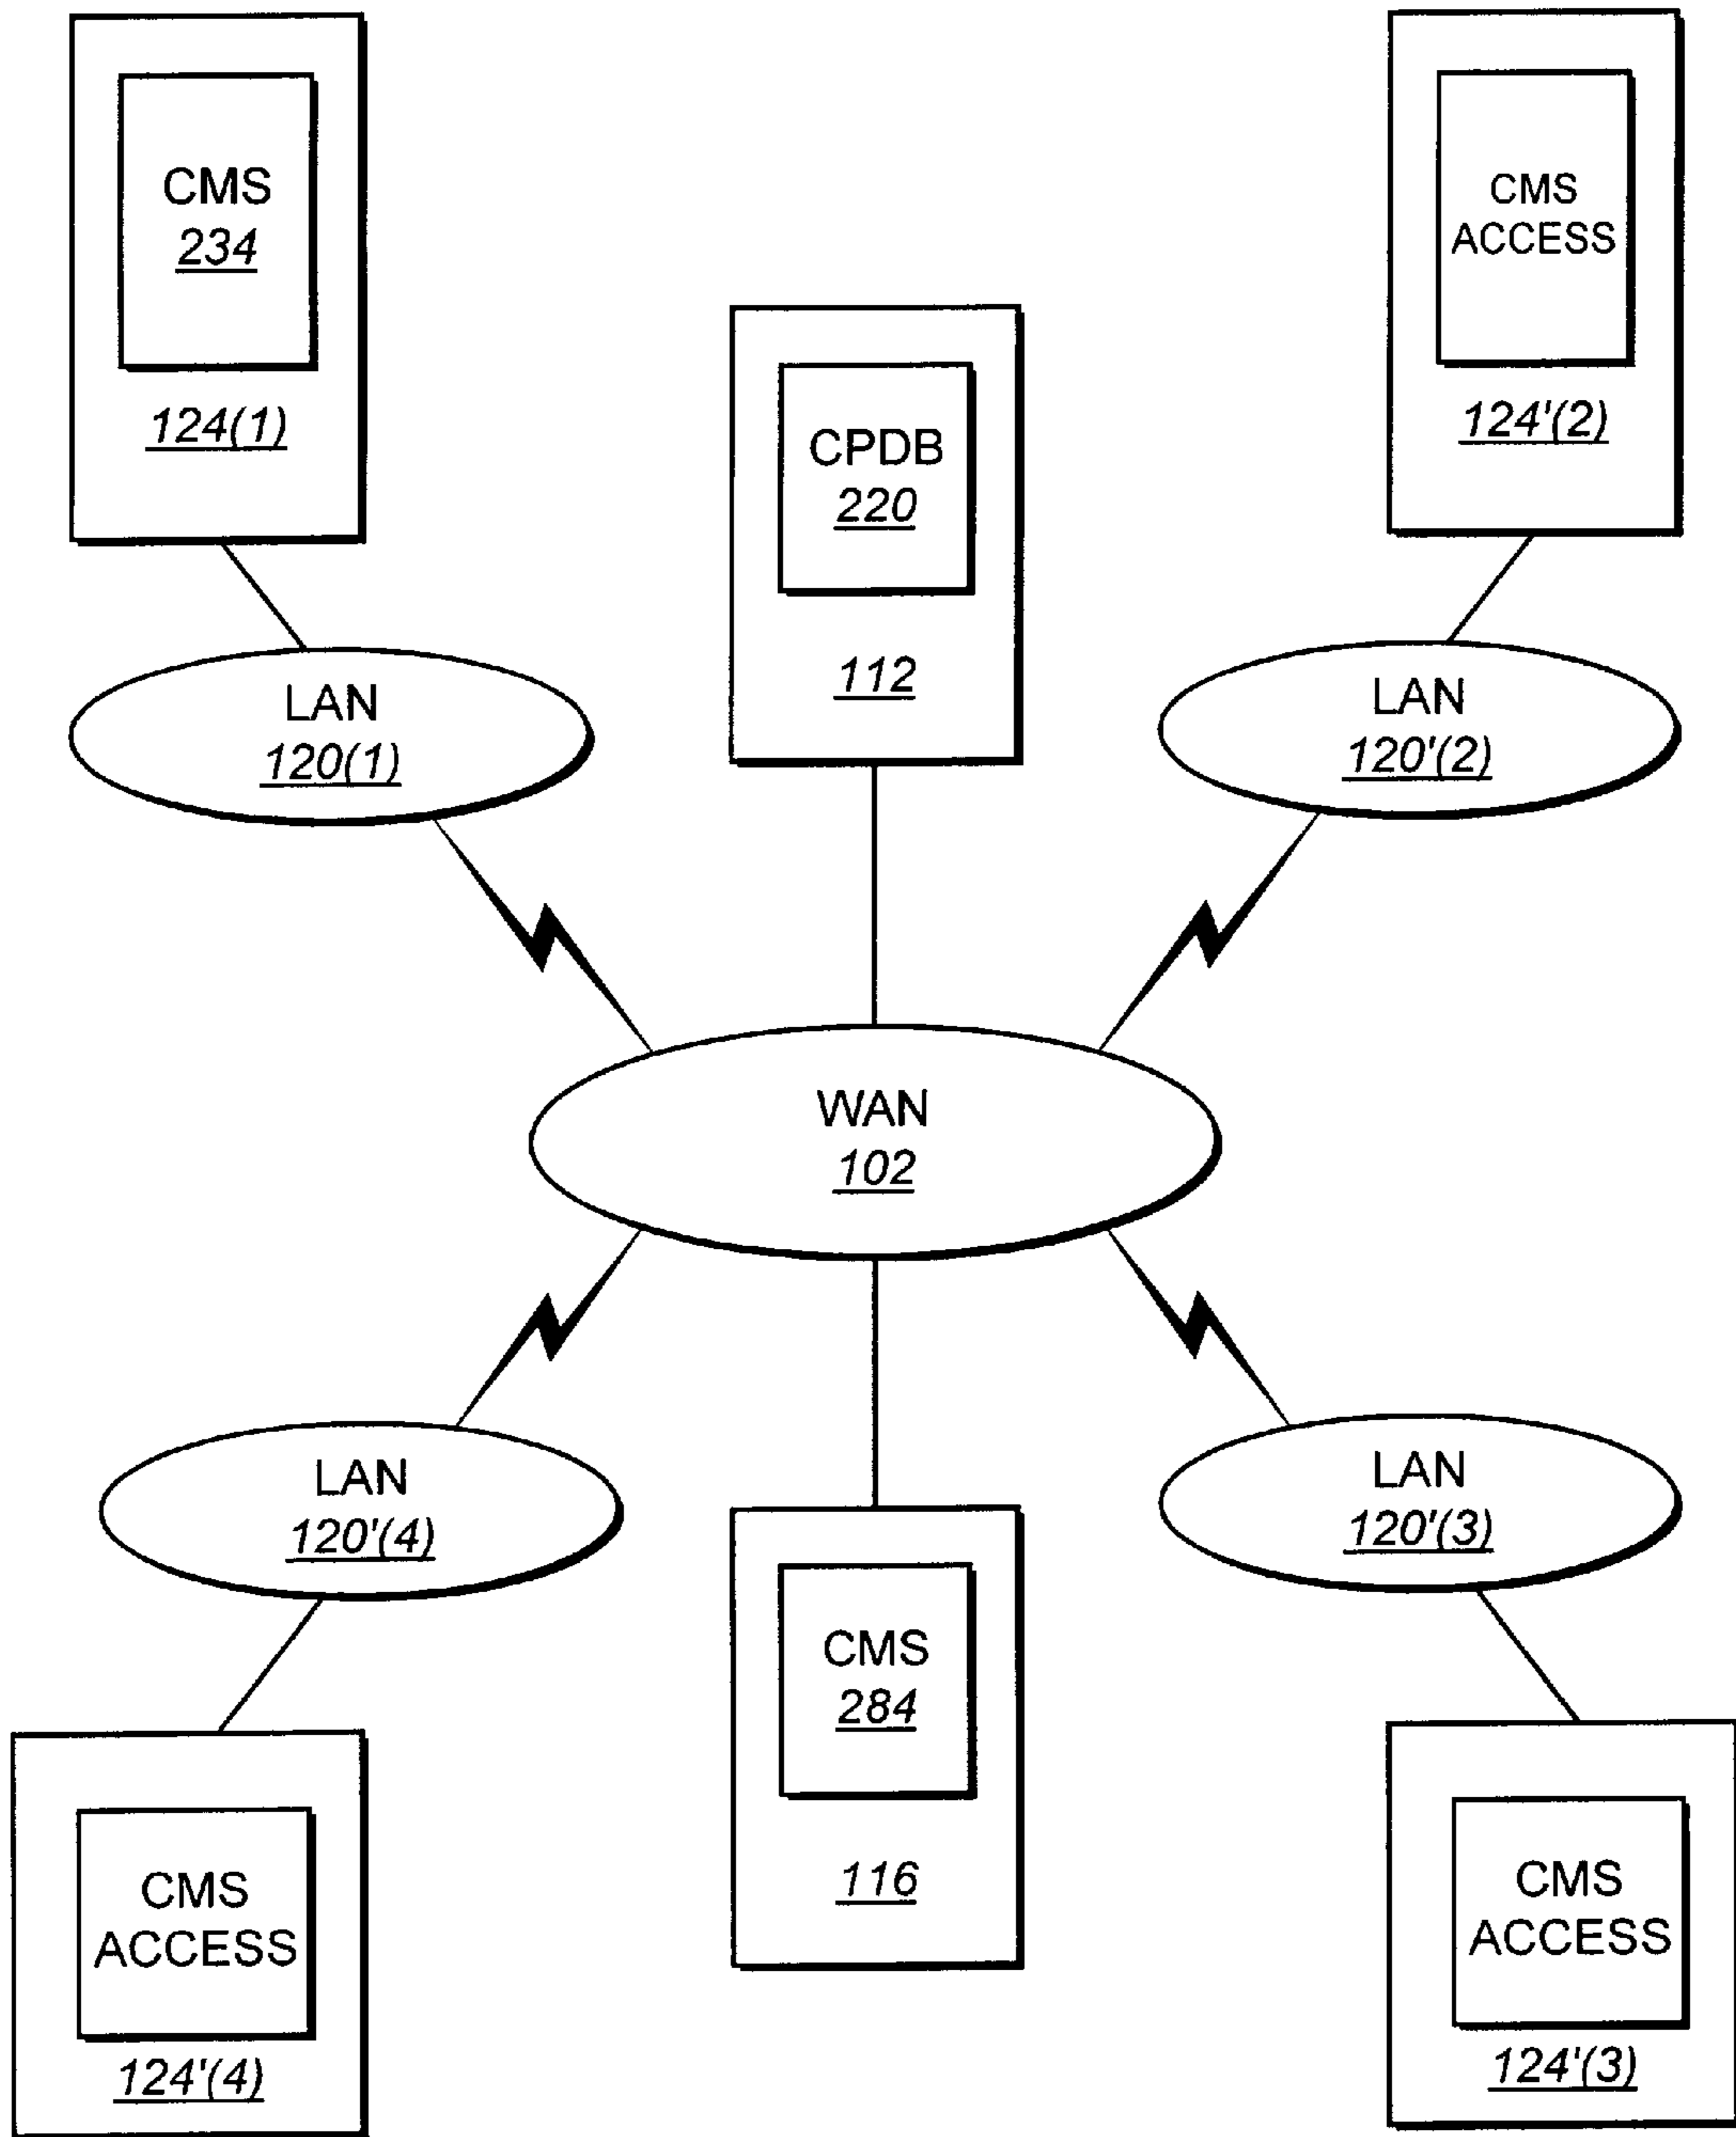 CMS
234
124(1)
CMS
ACCESS
124'(2)
CPDB
220
112
LAN
120(1)
LAN
120'(2)
WAN
102
LAN
120'(4)
LAN
120'(3)
CMS
284
116
CMS
ACCESS
124'(4)
CMS
ACCESS
124'(3)